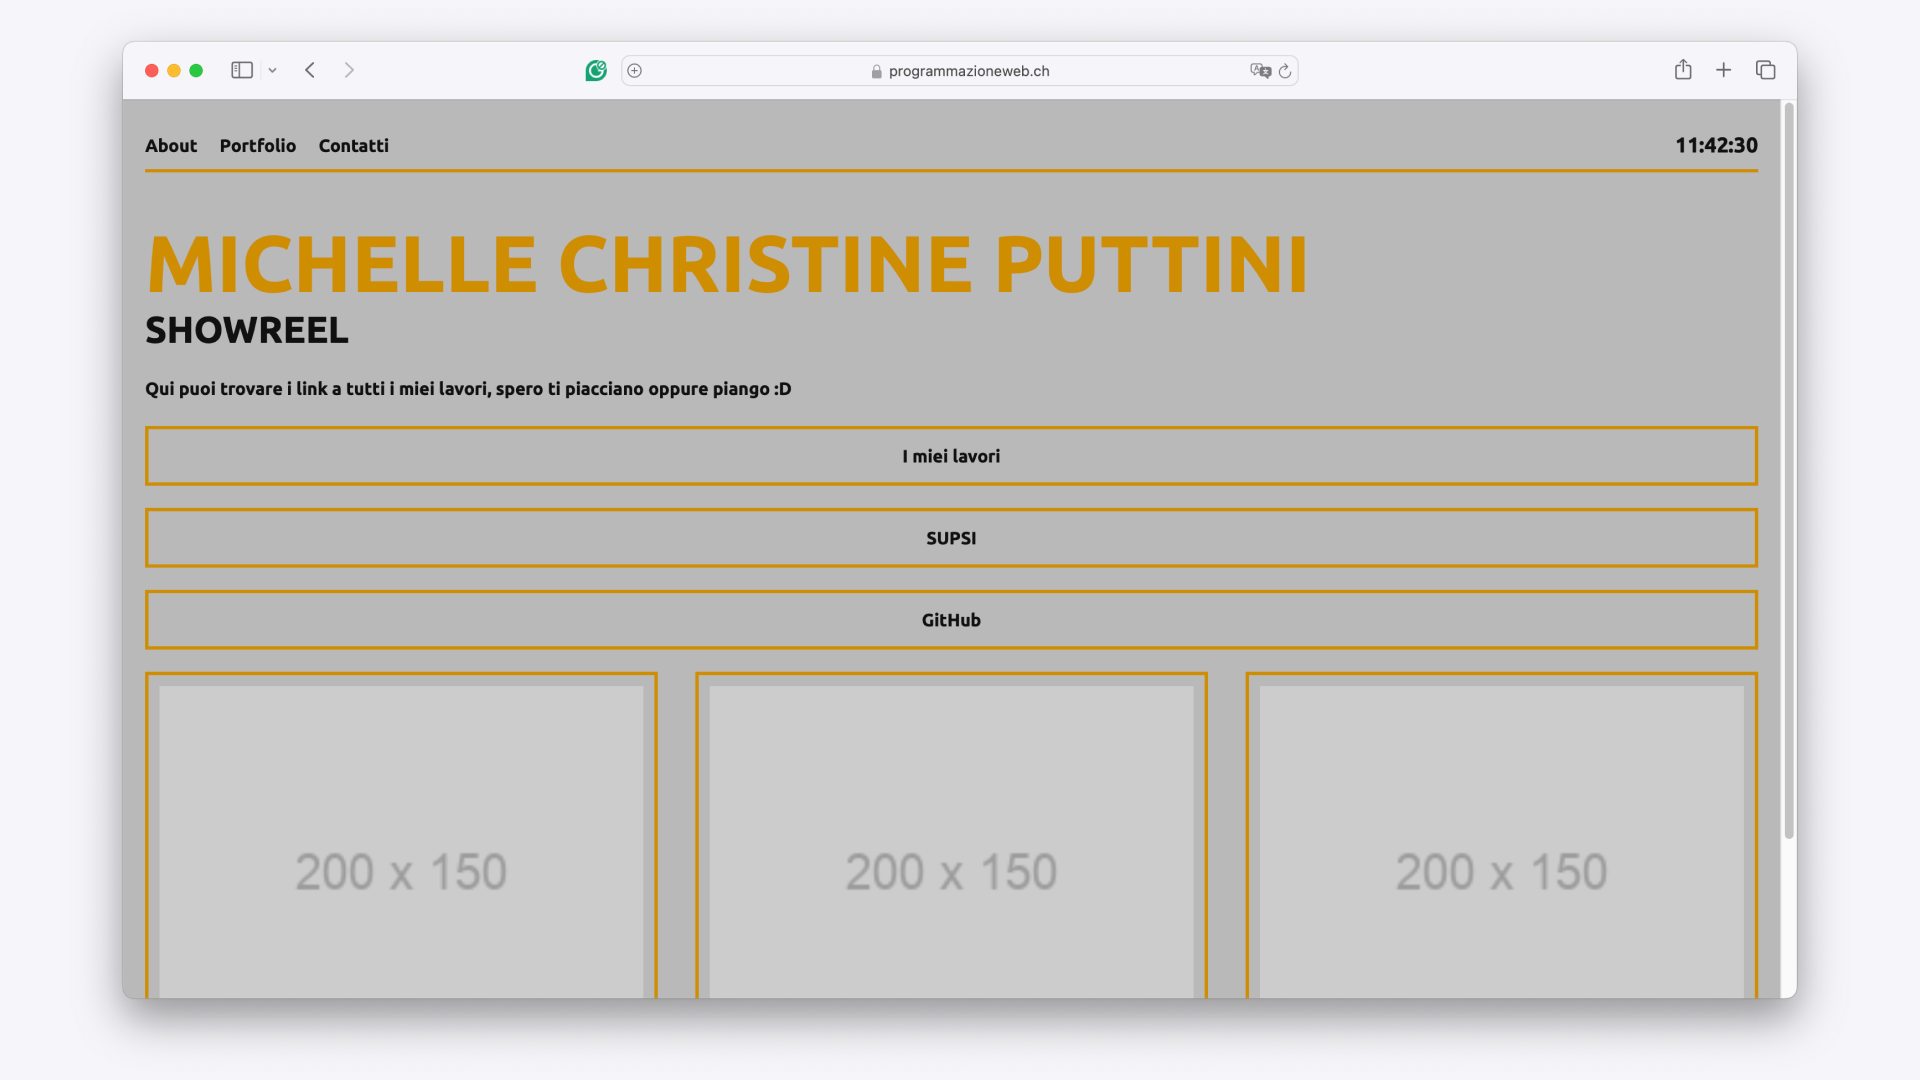 programmazioneweb.ch
About Portfolio Contatti 11:42:30
MICHELLE CHRISTINE PUTTINI
SHOWREEL
Qui puoi trovare i link a tutti i miei lavori, spero ti piacciano oppure piango :D
I miei lavori
SUPSI
GitHub
200 x 150 200 x 150 200 x 150